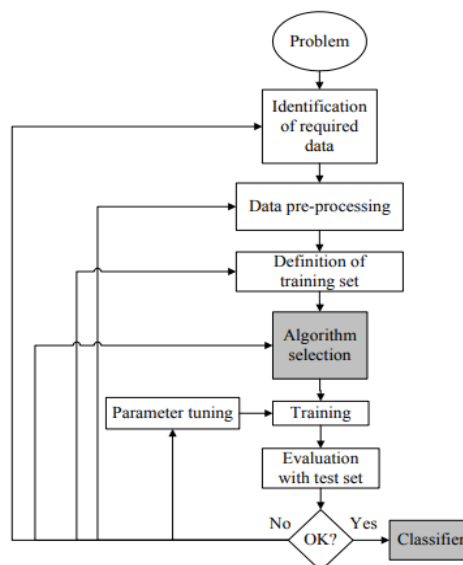 Problem
Identification
of required
data
Data pre-processing
Definition of
training set
Algorithm
selection
Parameter tuning
Training
Evaluation
with test set
No
OK?
Yes
Classifier